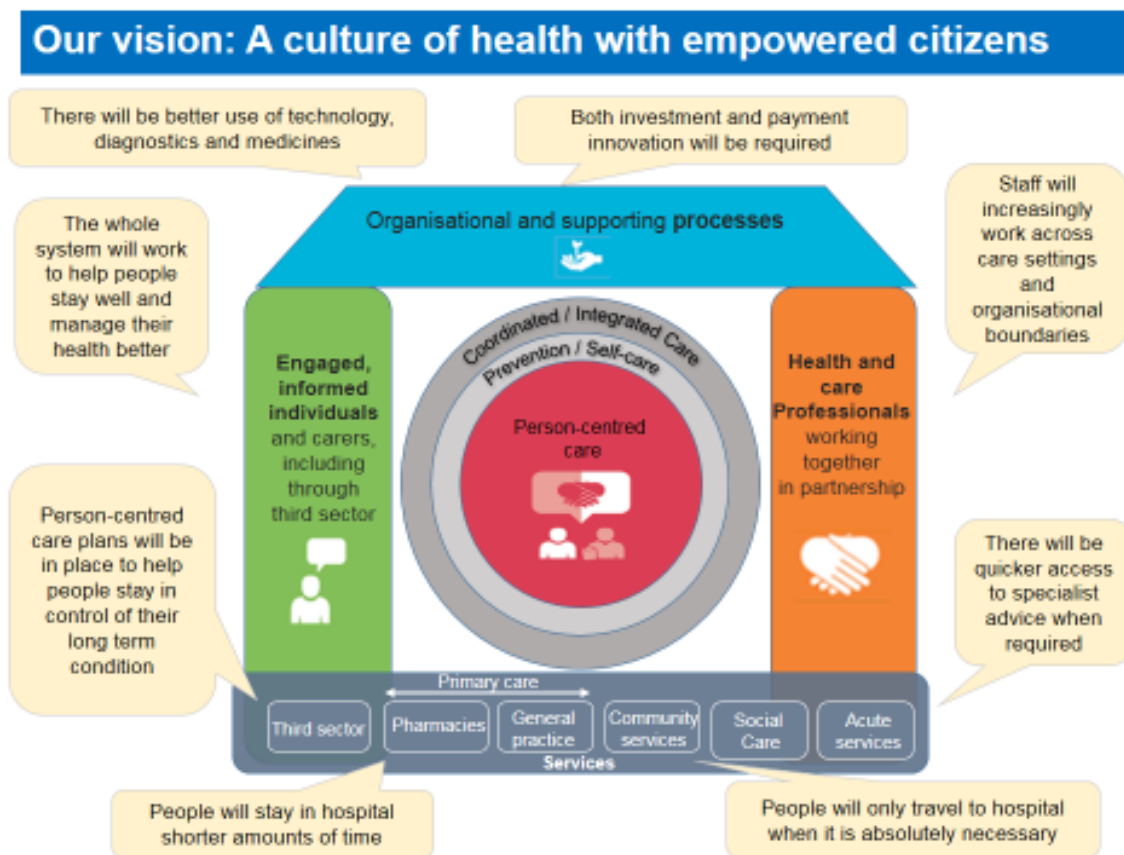 Our vision: A culture of health with empowered citizens
There will be better use of technology,
diagnostics and medicines
Both investment and payment
innovation will be required
The whole
system will work
to help people
stay well and
manage their
health better
Organisational and supporting processes
Staff will
increasingly
work across
care settings
and
organisational
boundaries
Engaged,
informed
individuals
and carers,
including
through
third sector
Coordinated / Integrated Care
Prevention / Self-care
Person-centred
care
Health and
care
Professionals
working
together
in partnership
Person-centred
care plans will be
in place to help
people stay in
control of their
long term
condition
There will be
quicker access
to specialist
advice when
required
Primary care
Third sector
Pharmacies
General
practice
Community
services
Social
Care
Acute
services
Services
People will stay in hospital
shorter amounts of time
People will only travel to hospital
when it is absolutely necessary